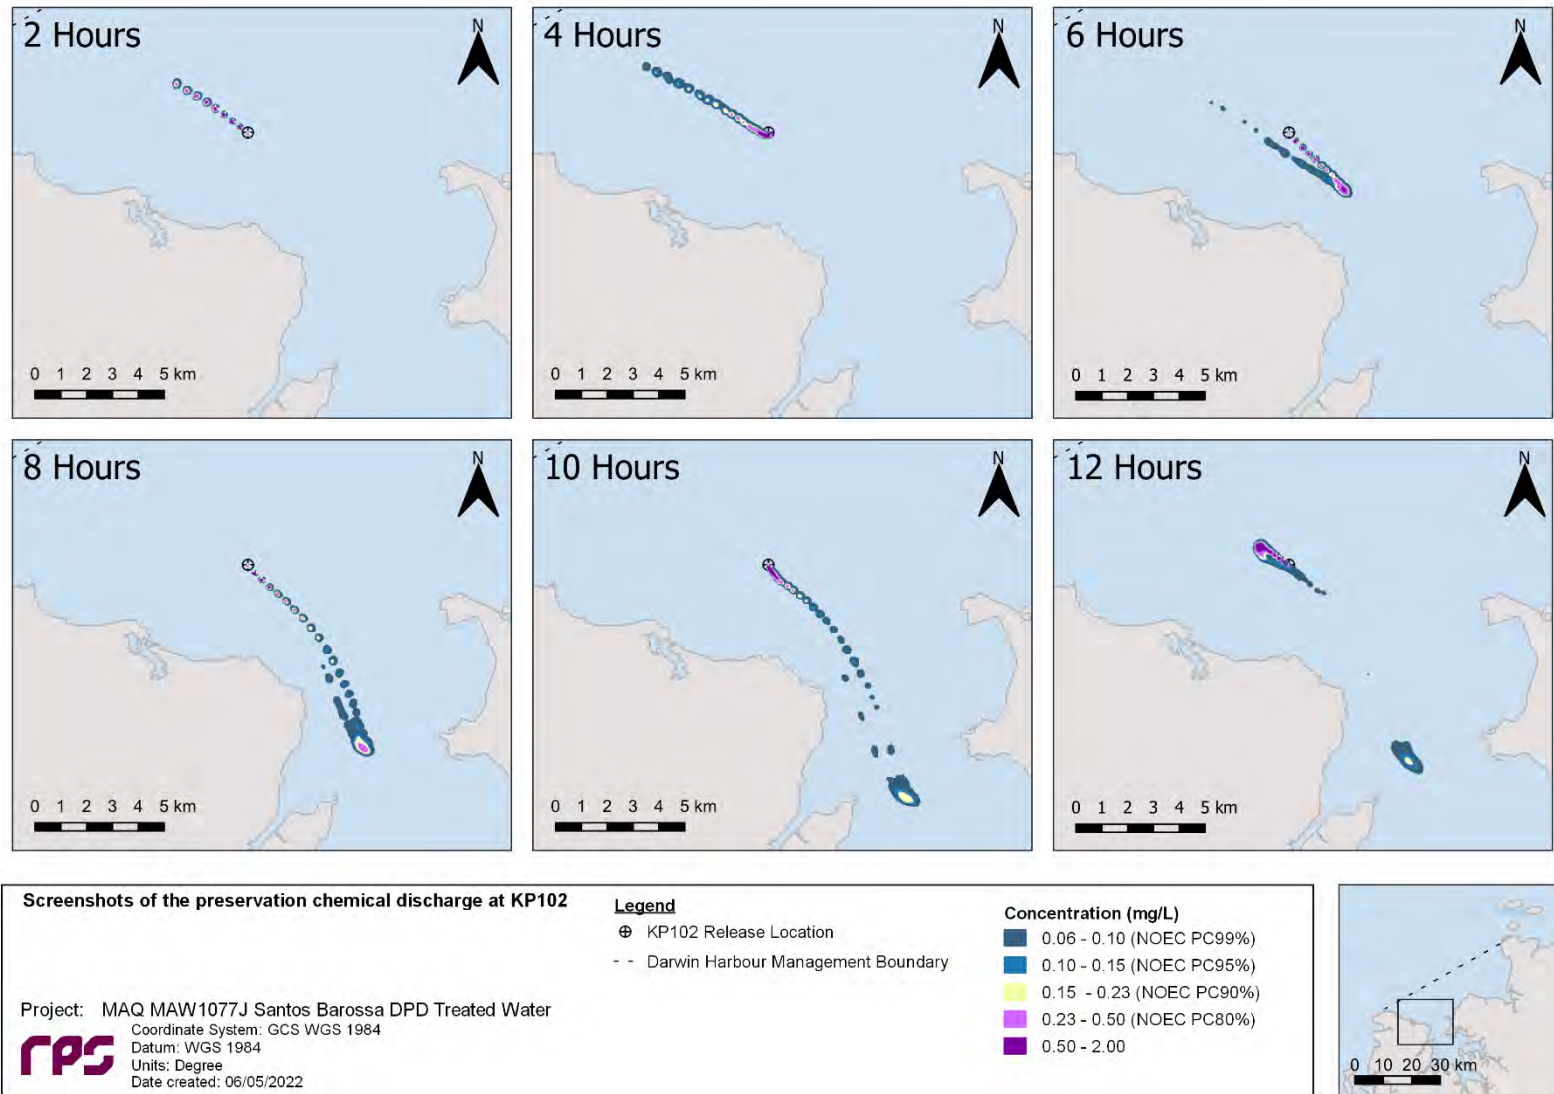 2 Hours
N
0 1 2 3 4 5 km
4 Hours
N
0 1 2 3 4 5 km
6 Hours
N
0 1 2 3 4 5 km
8 Hours
N
0 1 2 3 4 5 km
10 Hours
N
0 1 2 3 4 5 km
12 Hours
N
0 1 2 3 4 5 km
Screenshots of the preservation chemical discharge at KP102
Project: MAQ MAW1077J Santos Barossa DPD Treated Water
rps
Coordinate System: GCS WGS 1984
Datum: WGS 1984
Units: Degree
Date created: 06/05/2022
Legend
KP102 Release Location
Darwin Harbour Management Boundary
Concentration (mg/L)
0.06 - 0.10 (NOEC PC99%)
0.10 - 0.15 (NOEC PC95%)
0.15 - 0.23 (NOEC PC90%)
0.23 - 0.50 (NOEC PC80%)
0.50 - 2.00
0 10 20 30 km